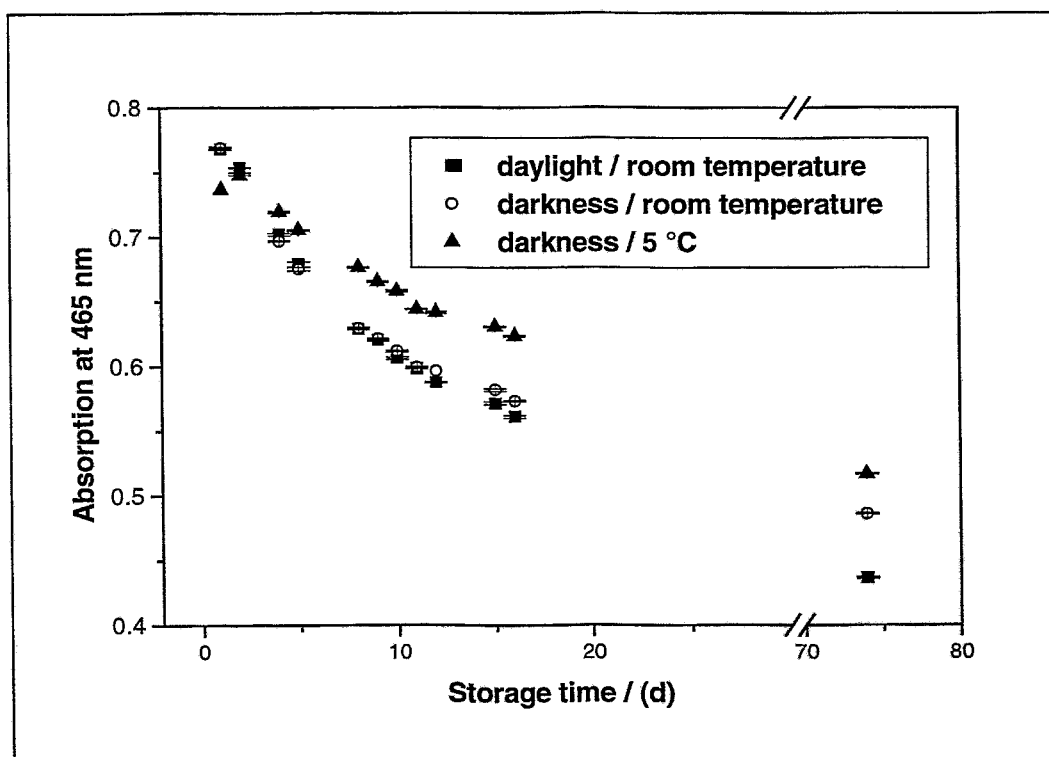 0.8
0.7
0.6
0.5
0.4
Absorption at 465 nm
daylight / room temperature
darkness / room temperature
darkness / 5 °C
0
10
20
70
80
Storage time / (d)